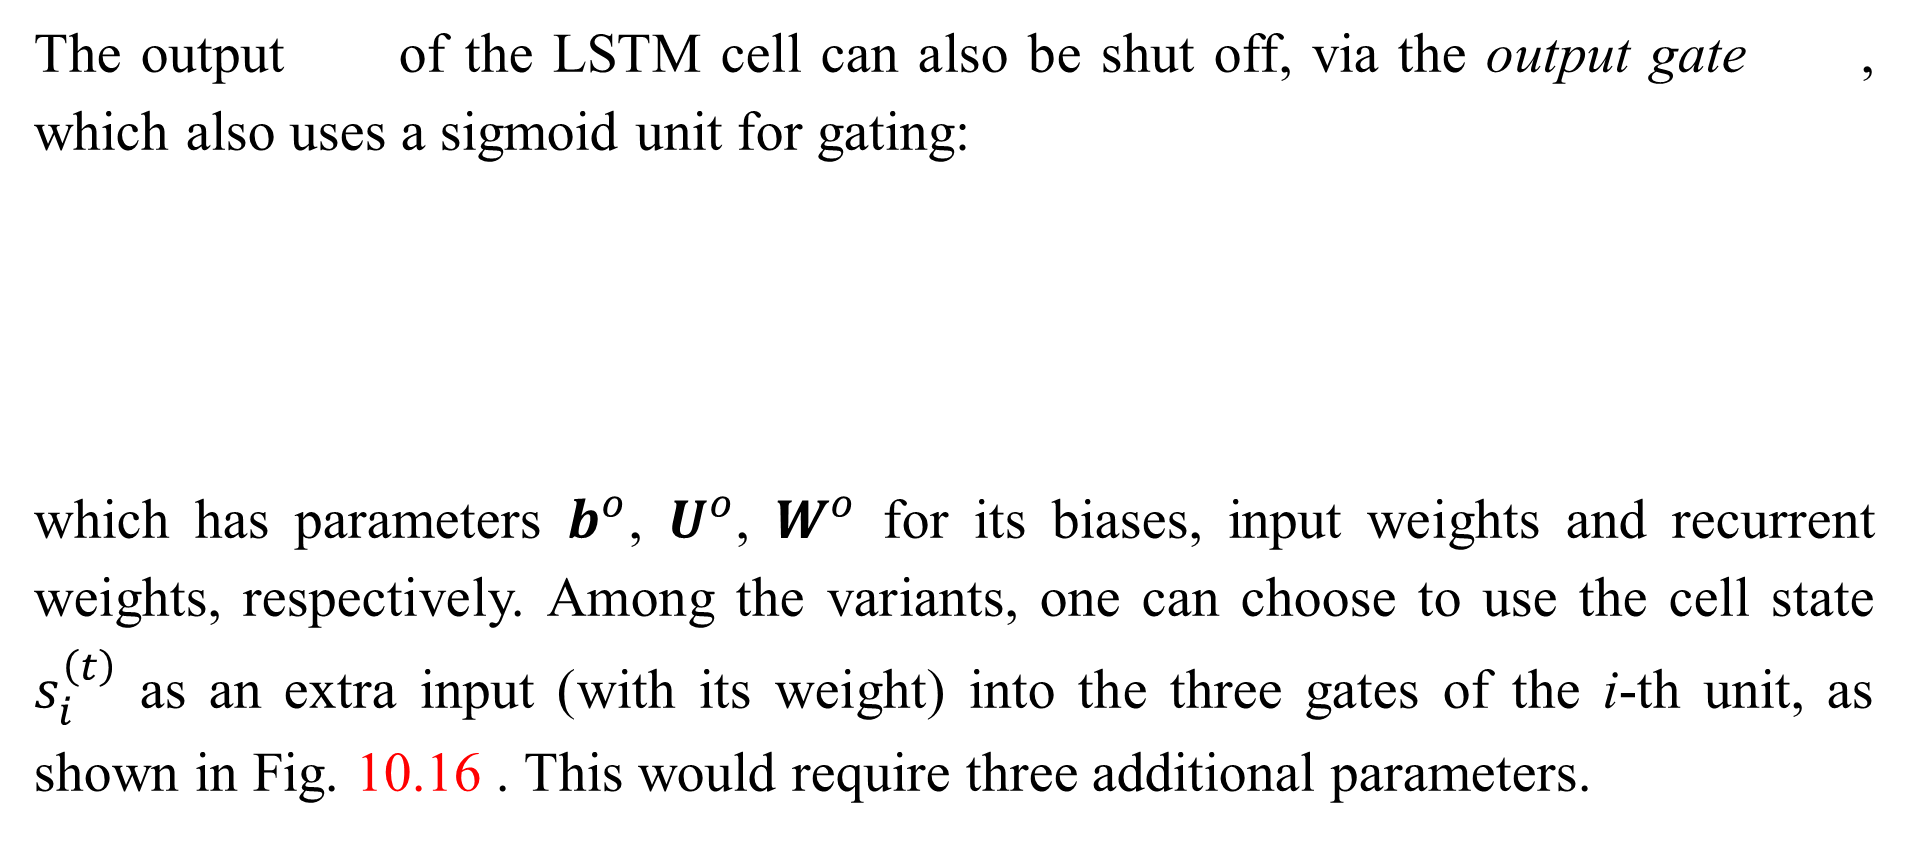 The output of the LSTM cell can also be shut off, via the output gate ,
which also uses a sigmoid unit for gating:
which has parameters 𝒃ᵒ, 𝑼ᵒ, 𝑾ᵒ for its biases, input weights and recurrent
weights, respectively. Among the variants, one can choose to use the cell state
s_i^(t) as an extra input (with its weight) into the three gates of the i-th unit, as
shown in Fig. 10.16 . This would require three additional parameters.